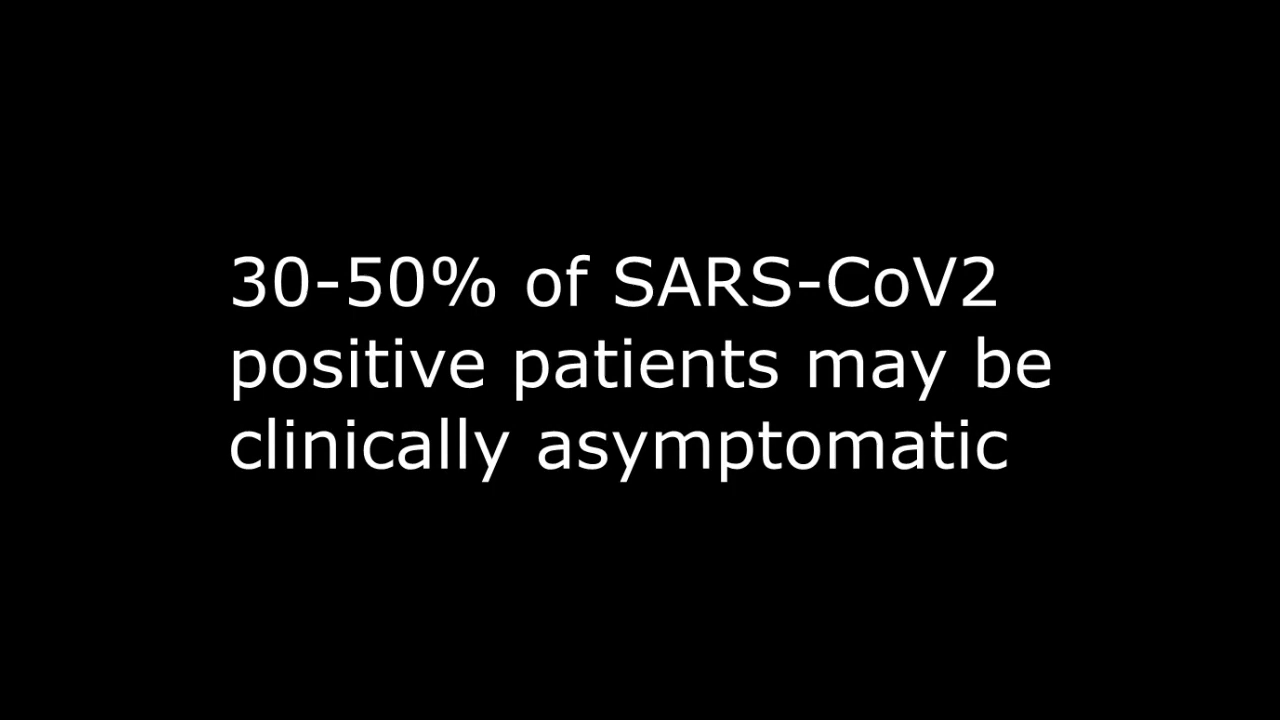 30-50% of SARS-CoV2
positive patients may be
clinically asymptomatic